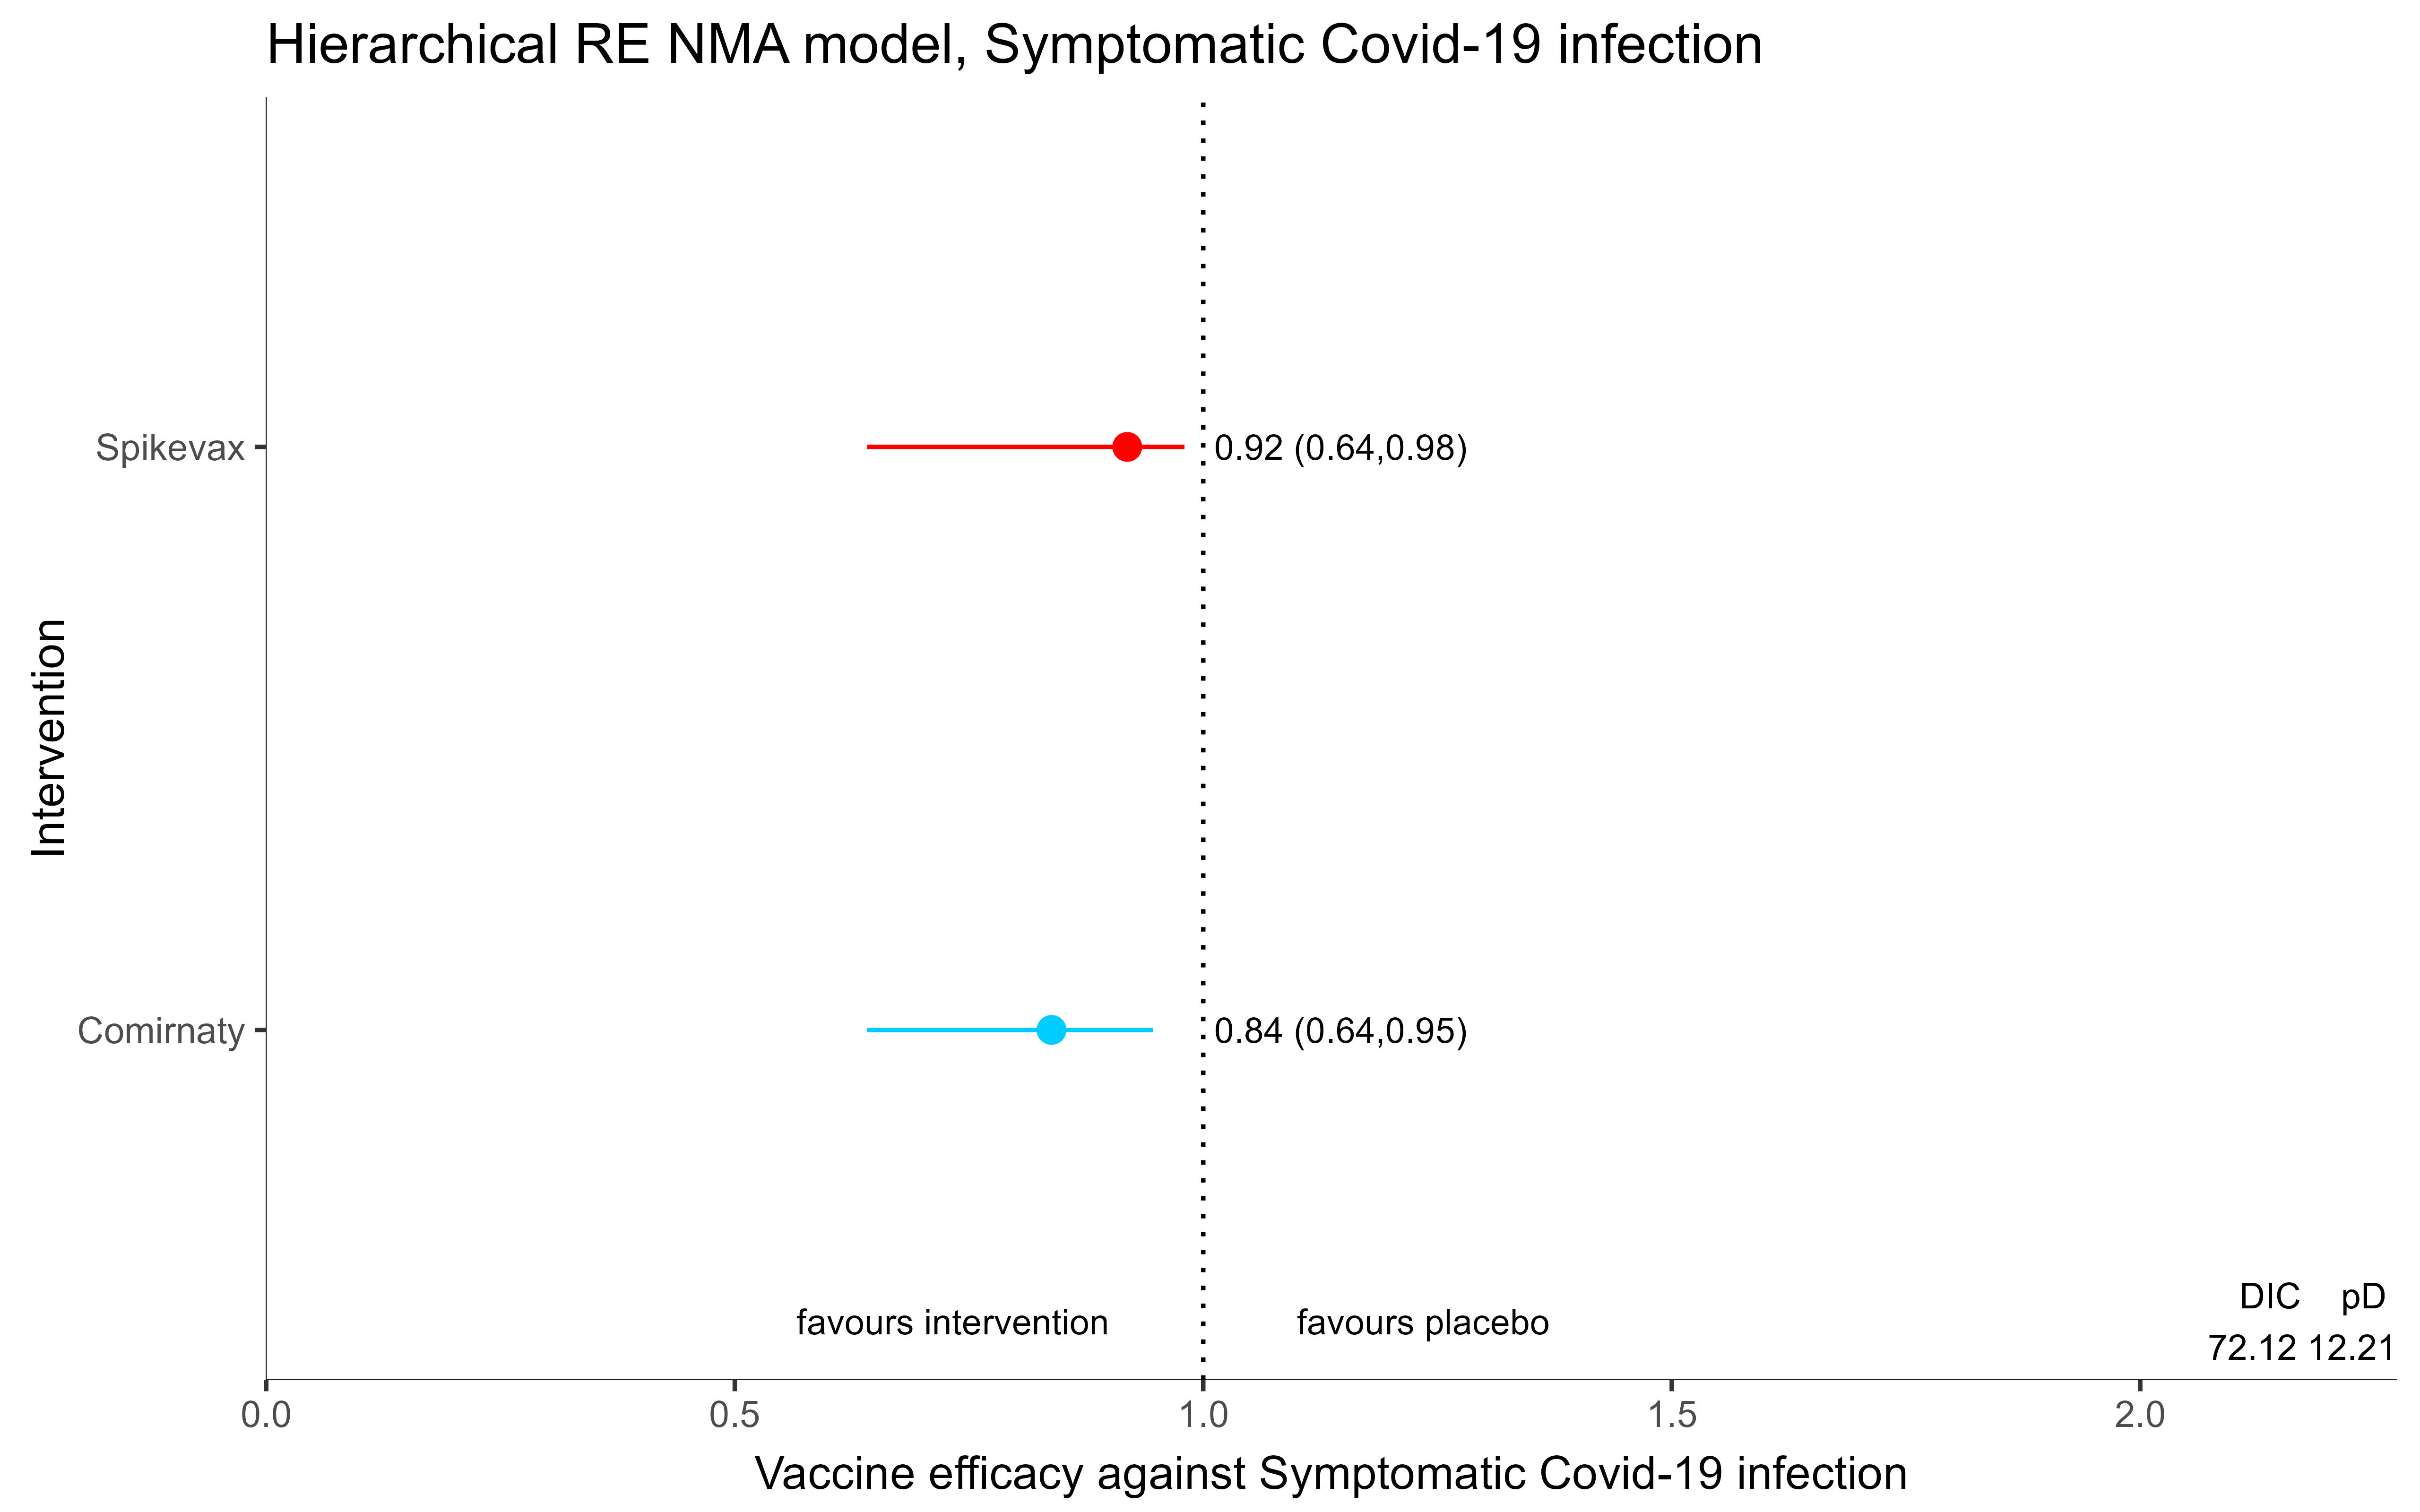 Hierarchical RE NMA model, Symptomatic Covid-19 infection
Intervention
Spikevax
0.92 (0.64,0.98)
Comirnaty
0.84 (0.64,0.95)
favours intervention
favours placebo
DIC pD
72.12 12.21
0.0 0.5 1.0 1.5 2.0
Vaccine efficacy against Symptomatic Covid-19 infection